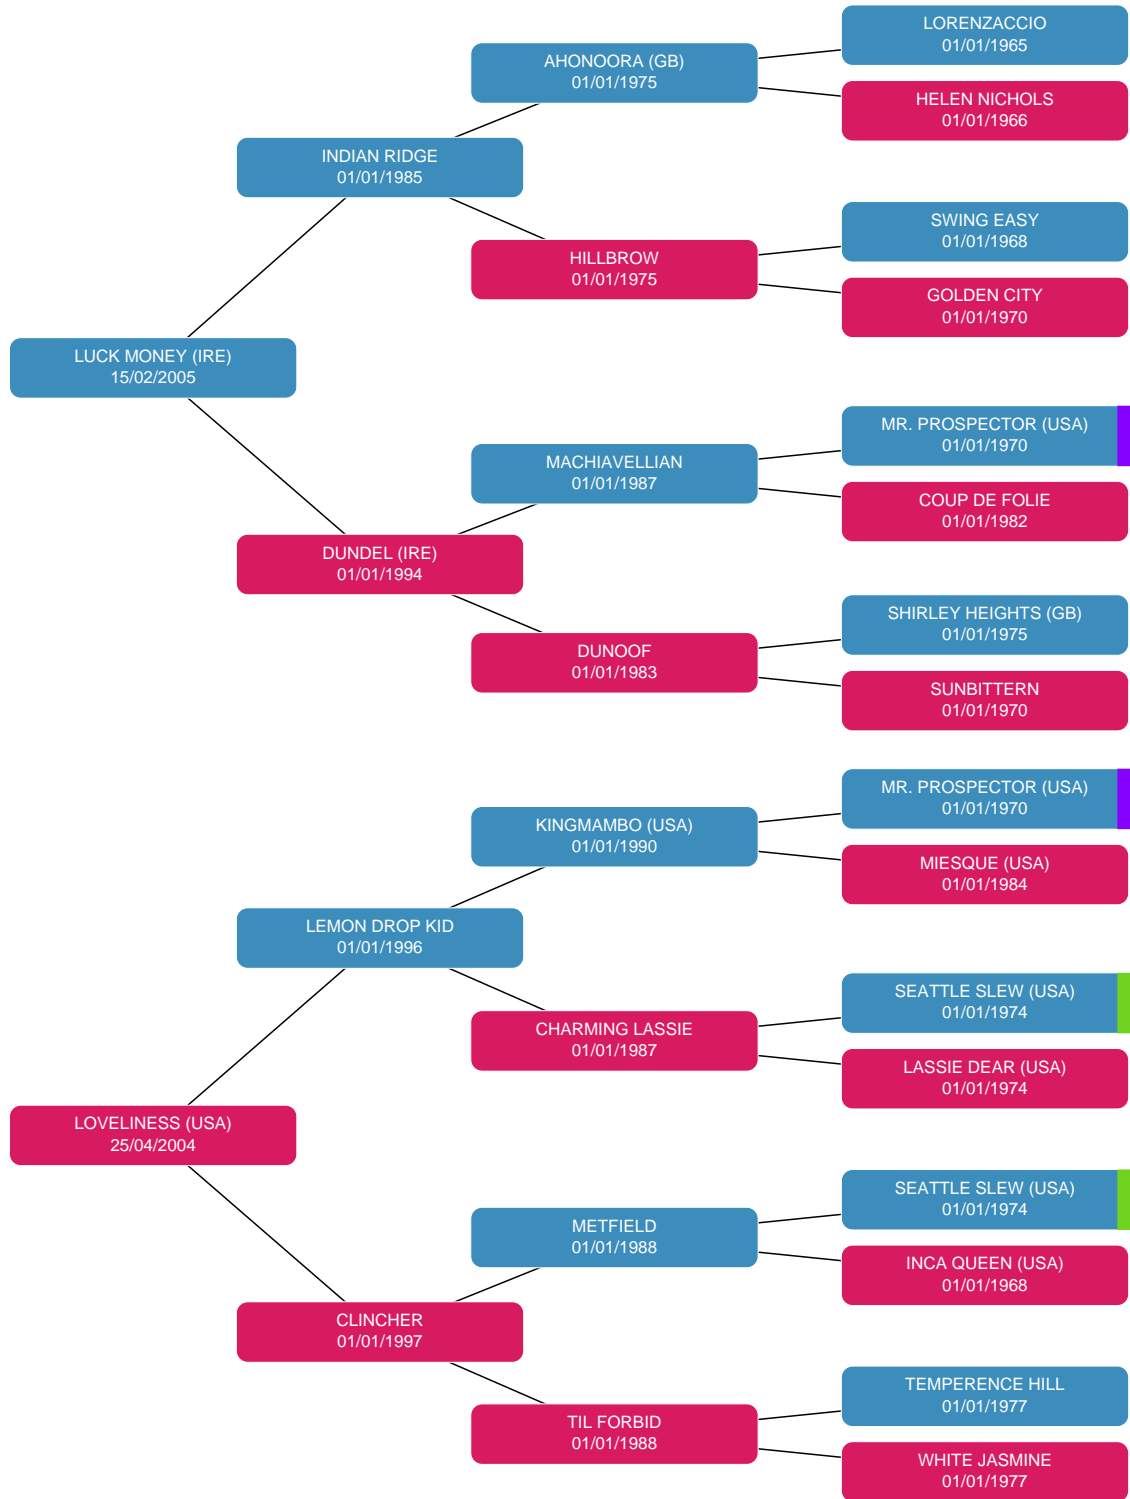 LORENZACCIO
01/01/1965
AHONOORA (GB)
01/01/1975
HELEN NICHOLS
01/01/1966
INDIAN RIDGE
01/01/1985
SWING EASY
01/01/1968
HILLBROW
01/01/1975
GOLDEN CITY
01/01/1970
LUCK MONEY (IRE)
15/02/2005
MR. PROSPECTOR (USA)
01/01/1970
MACHIAVELLIAN
01/01/1987
COUP DE FOLIE
01/01/1982
DUNDEL (IRE)
01/01/1994
SHIRLEY HEIGHTS (GB)
01/01/1975
DUNOOF
01/01/1983
SUNBITTERN
01/01/1970
MR. PROSPECTOR (USA)
01/01/1970
KINGMAMBO (USA)
01/01/1990
MIESQUE (USA)
01/01/1984
LEMON DROP KID
01/01/1996
SEATTLE SLEW (USA)
01/01/1974
CHARMING LASSIE
01/01/1987
LASSIE DEAR (USA)
01/01/1974
LOVELINESS (USA)
25/04/2004
SEATTLE SLEW (USA)
01/01/1974
METFIELD
01/01/1988
INCA QUEEN (USA)
01/01/1968
CLINCHER
01/01/1997
TEMPERENCE HILL
01/01/1977
TIL FORBID
01/01/1988
WHITE JASMINE
01/01/1977